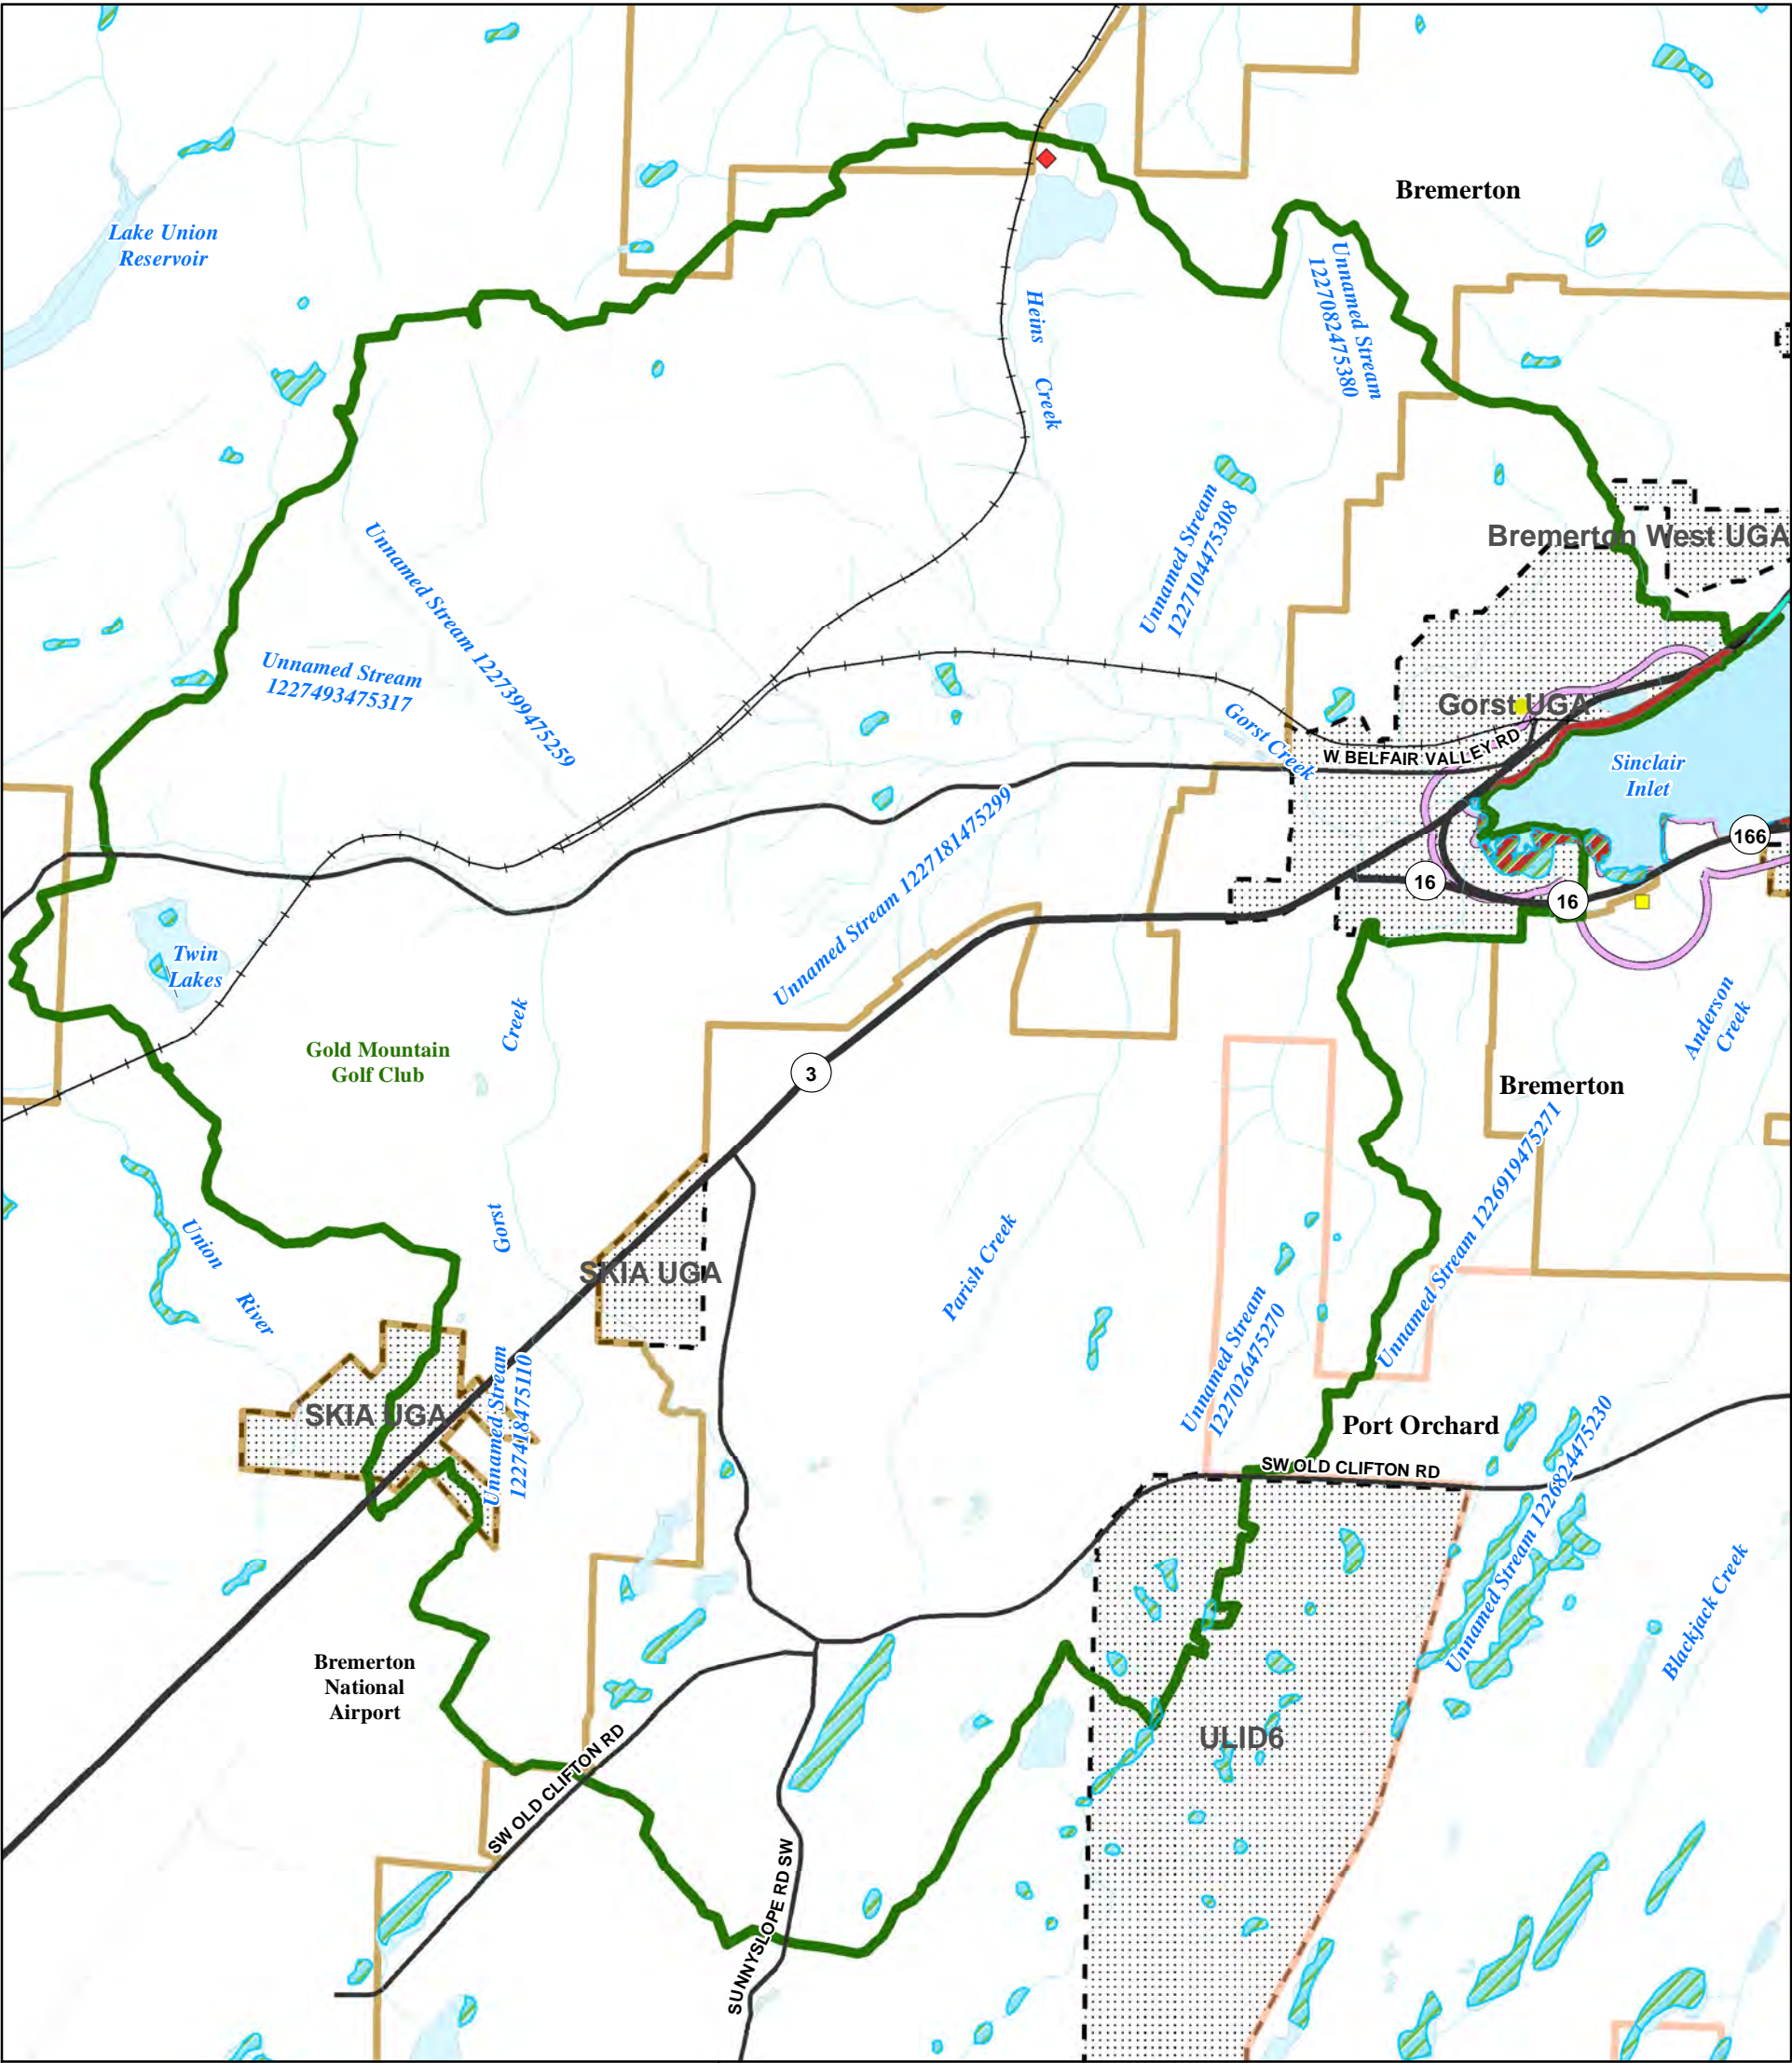 Bremerton
Lake Union
Reservoir
Unnamed Stream
1227082475380
Heins
Creek
Unnamed Stream
1227104475308
Bremerton West UGA
Unnamed Stream 1227399475259
Unnamed Stream
1227493475317
Gorst UGA
Gorst Creek
W BELFAIR VALLEY RD
Sinclair
Inlet
Unnamed Stream 1227181475299
166
16
16
Twin
Lakes
Creek
Anderson
Creek
Gold Mountain
Golf Club
3
Bremerton
Unnamed Stream 1226919475271
Gorst
Union
River
SKIA UGA
Parish Creek
Unnamed Stream
1227026475270
Unnamed Stream
1227418475110
SKIA UGA
Port Orchard
SW OLD CLIFTON RD
Unnamed Stream 1226824475230
Blackjack Creek
Bremerton
National
Airport
SW OLD CLIFTON RD
ULID6
SUNNYSLOPE RD SW